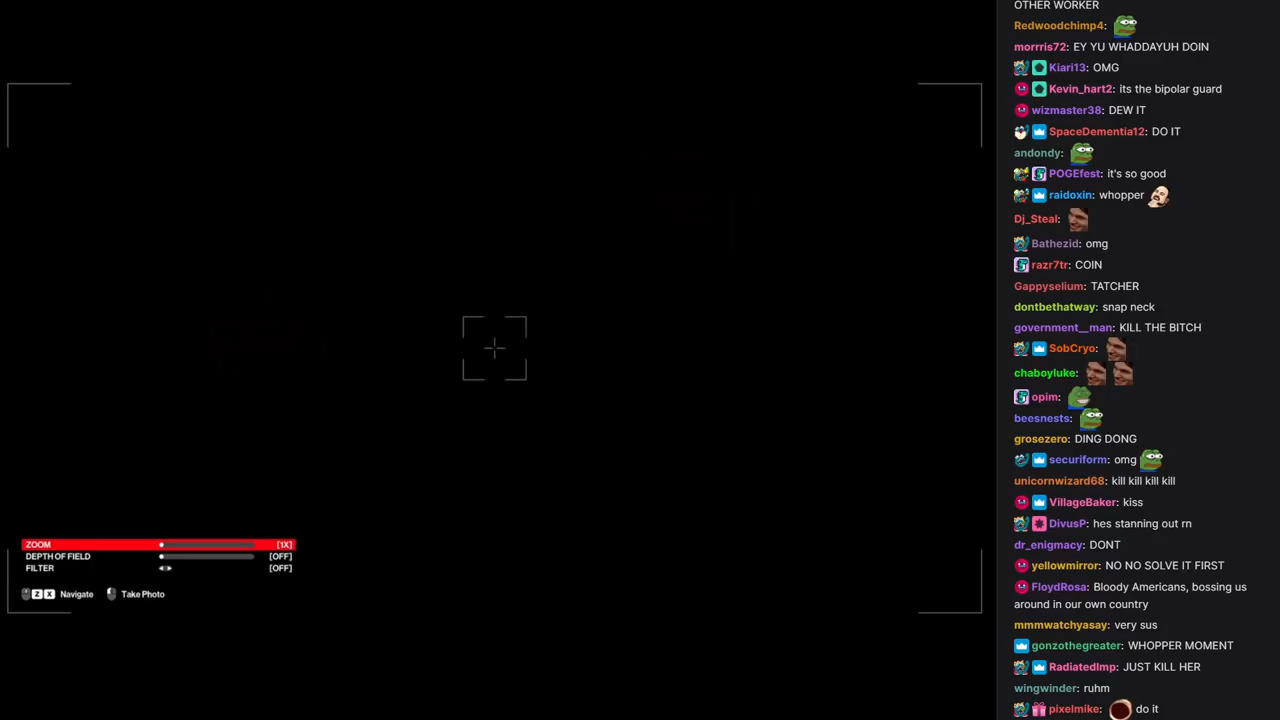 OTHER WORKER
Redwoodchimp4:
morrris72: EY YU WHADDAYUH DOIN
Kiari13: OMG
Kevin_hart2: its the bipolar guard
wizmaster38: DEW IT
SpaceDementia12: DO IT
andondy:
POGEfest: it's so good
raidoxin: whopper
Dj_Steal:
Bathezid: omg
razr7tr: COIN
Gappyselium: TATCHER
dontbethatway: snap neck
government__man: KILL THE BITCH
SobCryo:
chaboyluke:
opim:
beesnests:
grosezero: DING DONG
securiform: omg
unicornwizard68: kill kill kill kill
VillageBaker: kiss
DivusP: hes stanning out rn
dr_enigmacy: DONT
yellowmirror: NO NO SOLVE IT FIRST
FloydRosa: Bloody Americans, bossing us
around in our own country
mmmwatchyasay: very sus
gonzothegreater: WHOPPER MOMENT
RadiatedImp: JUST KILL HER
wingwinder: ruhm
pixelmike: do it
ZOOM [1X]
DEPTH OF FIELD [OFF]
FILTER [OFF]
Z X Navigate Take Photo